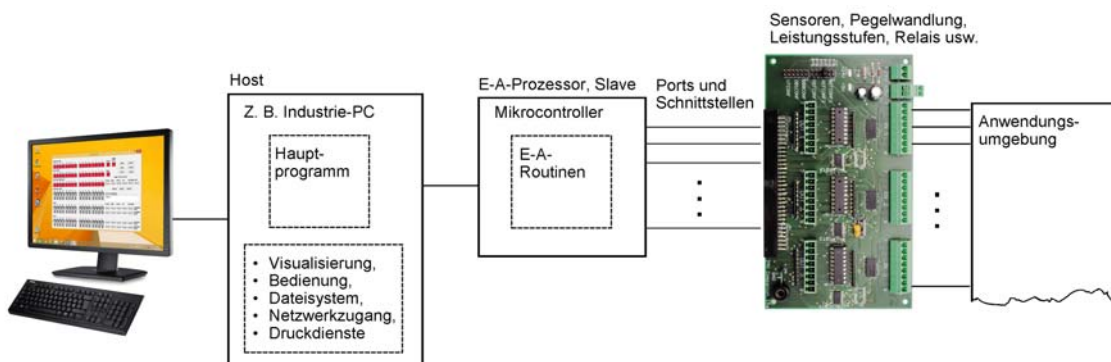 Sensoren, Pegelwandlung,
Leistungsstufen, Relais usw.
Host
E-A-Prozessor, Slave
Ports und
Schnittstellen
Z. B. Industrie-PC
Mikrocontroller
Anwendungs-
umgebung
Haupt-
programm
E-A-
Routinen
• Visualisierung,
• Bedienung,
• Dateisystem,
• Netzwerkzugang,
• Druckdienste